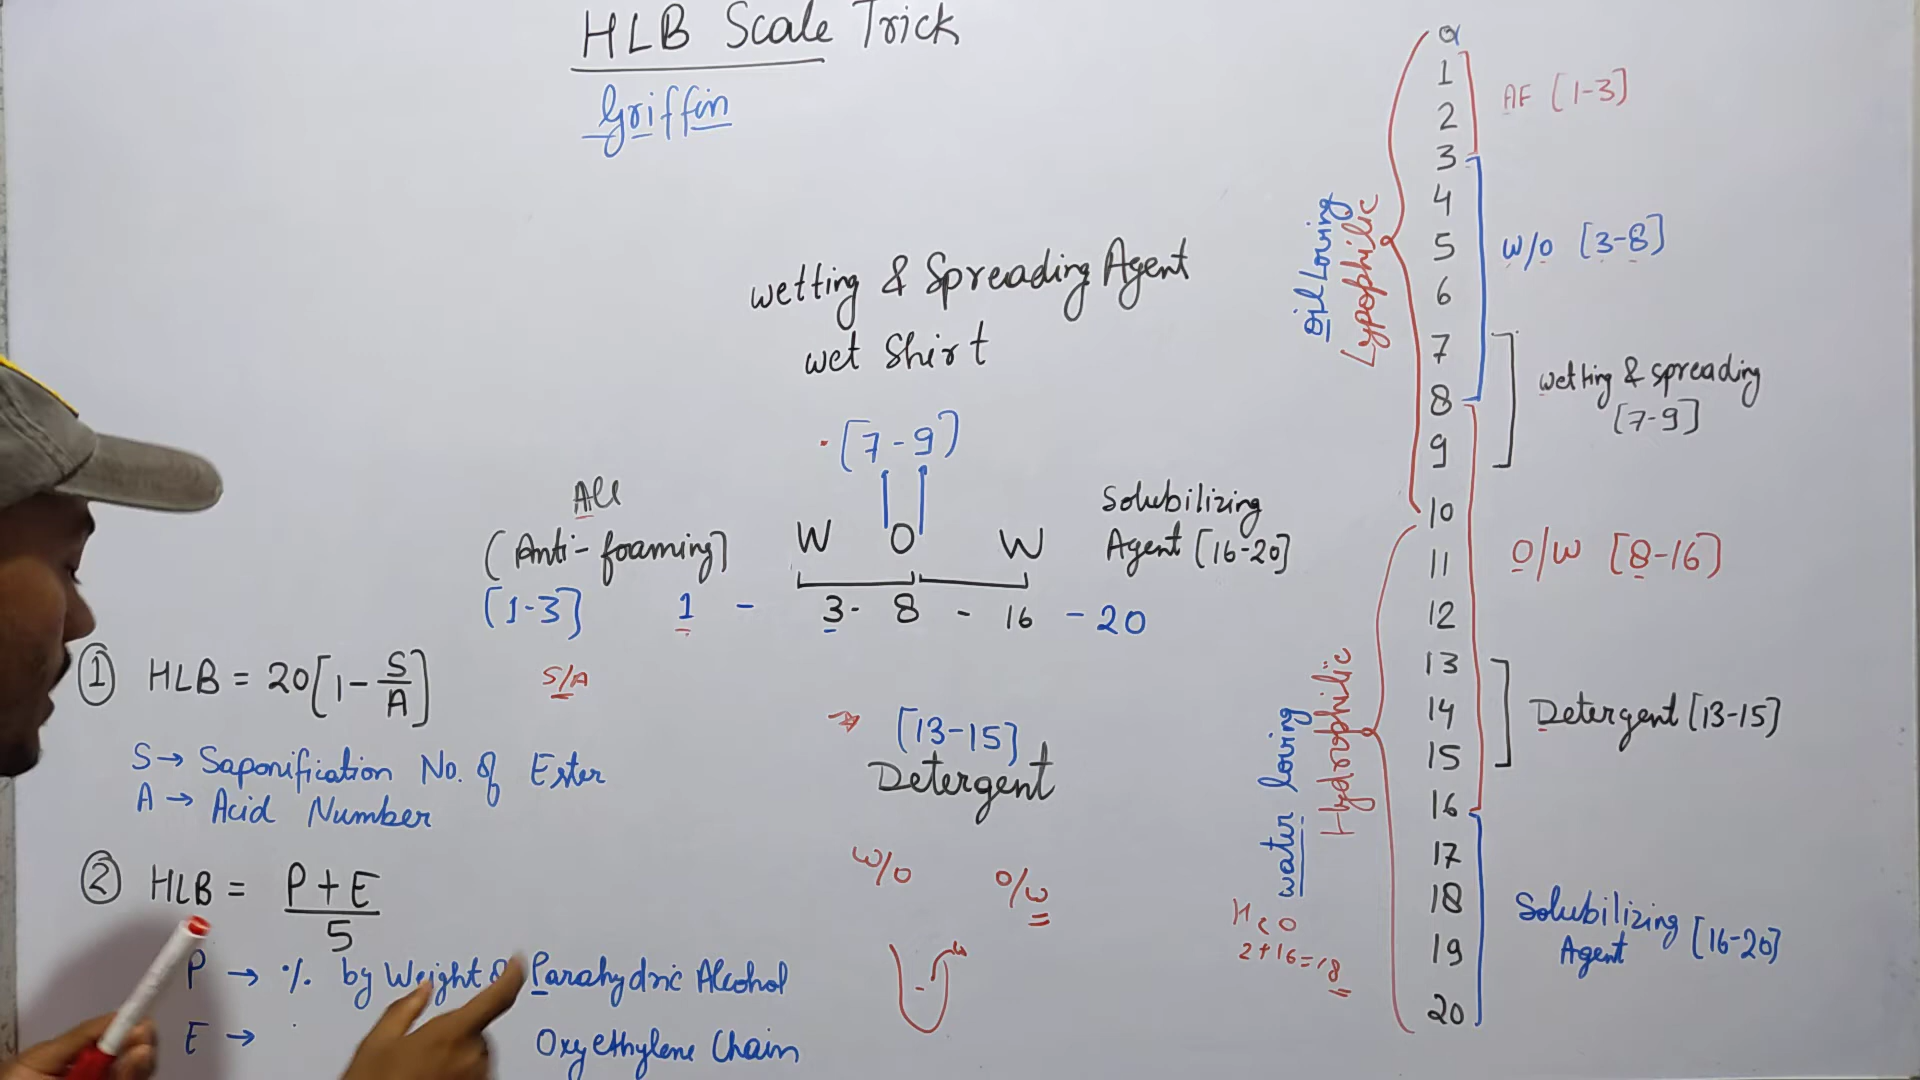 HLB Scale Trick
Griffin
wetting & Spreading Agent
wet Shirt
[7-9]
All
(Anti-foaming)
[1-3]
W O W
1 - 3- 8 - 16 -20
Solubilizing
Agent [16-20]
① HLB = 20[1-S/A]
S/A
S→ Saponification No. of Ester
A→ Acid Number
[13-15]
Detergent
② HLB = P+E
5
P → % by Weight Parahydric Alcohol
E → Oxyethylene Chain
W/O
O/W
Oil Loving
Lypophilic
water loving
Hydrophilic
2+16=18
1
2
3
4
5
6
7
8
9
10
11
12
13
14
15
16
17
18
19
20
AF [1-3]
W/O [3-8]
wetting & spreading
[7-9]
O/W [8-16]
Detergent [13-15]
Solubilizing [16-20]
Agent